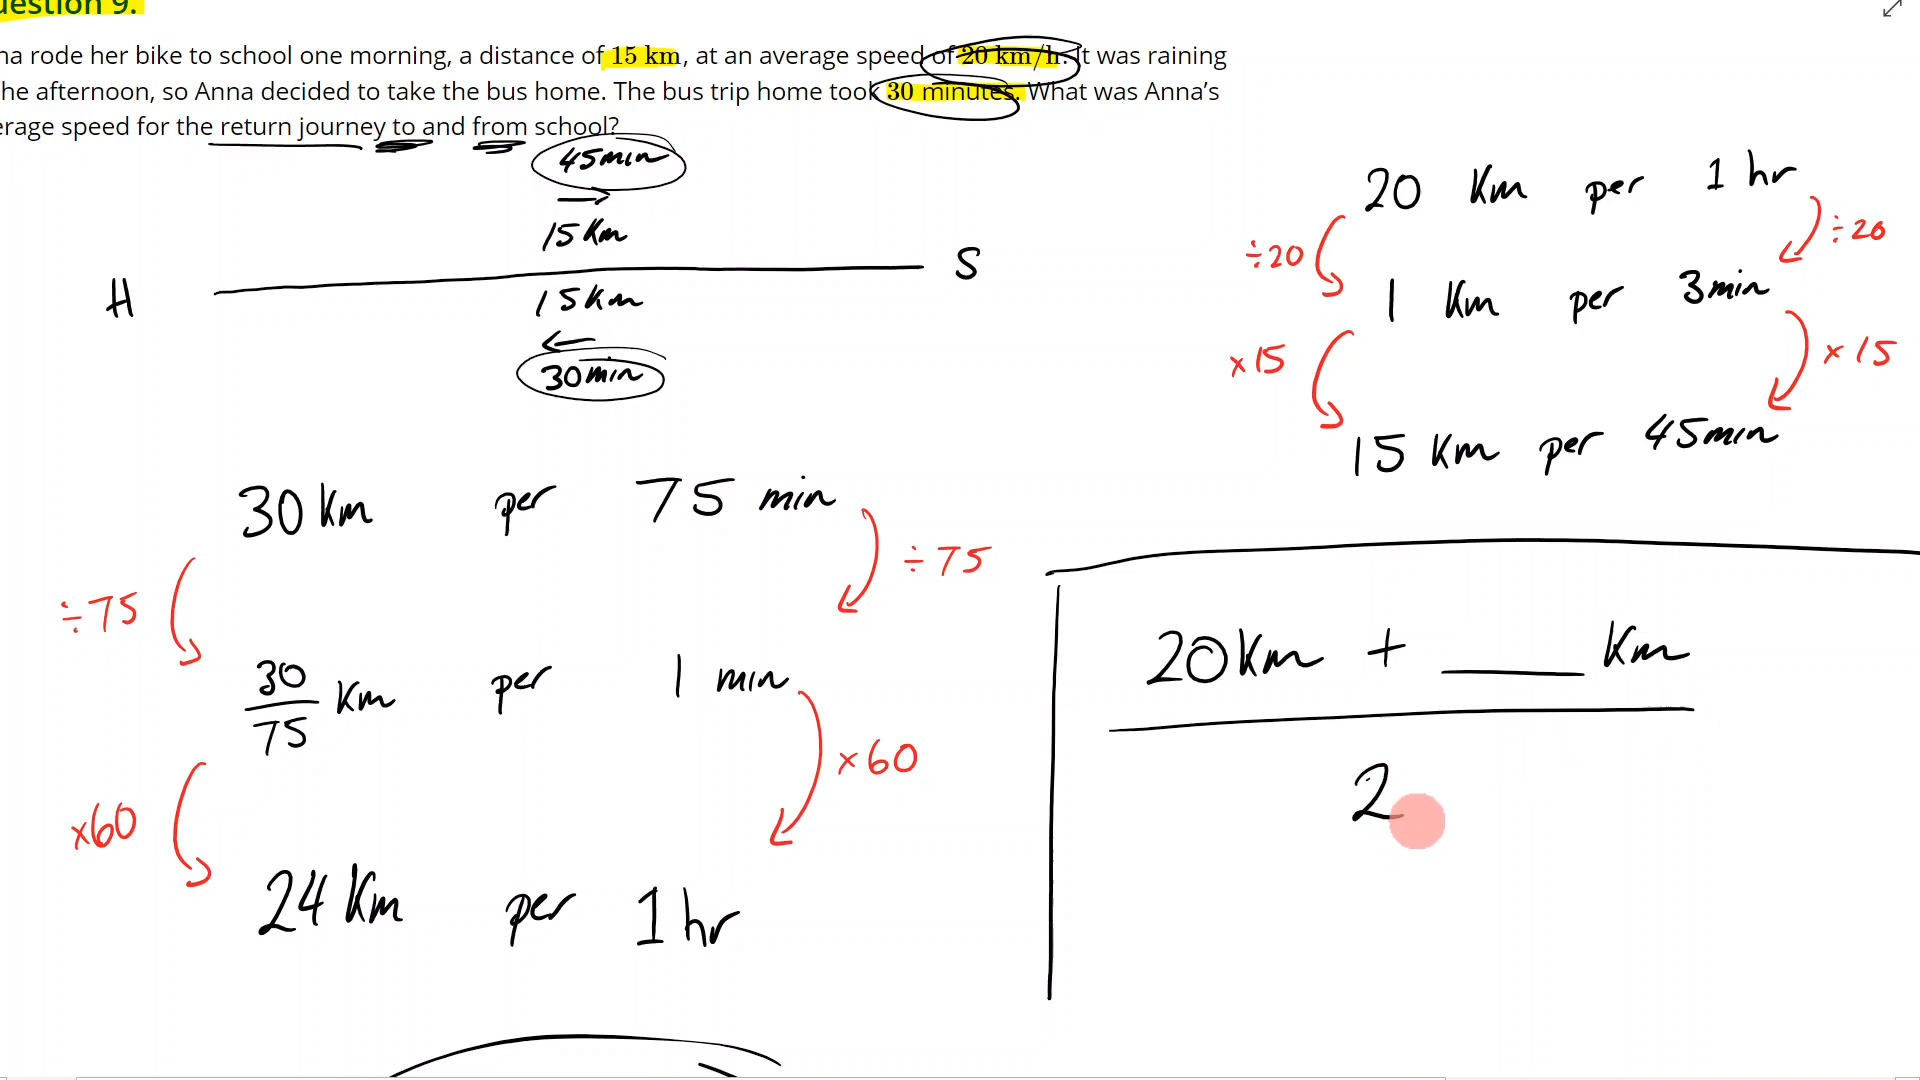 uestion 9.
na rode her bike to school one morning, a distance of 15 km, at an average speed of 20 km/h. It was raining
he afternoon, so Anna decided to take the bus home. The bus trip home took 30 minutes. What was Anna’s
erage speed for the return journey to and from school?
45min
15 Km
H
S
15 Km
30min
20 Km per 1 hr
÷20
÷20
1 Km per 3min
×15
×15
15 Km per 45min
30 Km per 75 min
÷75
÷75
30
75
Km per 1 min
×60
×60
24 Km per 1 hr
20 Km + ___ Km
2